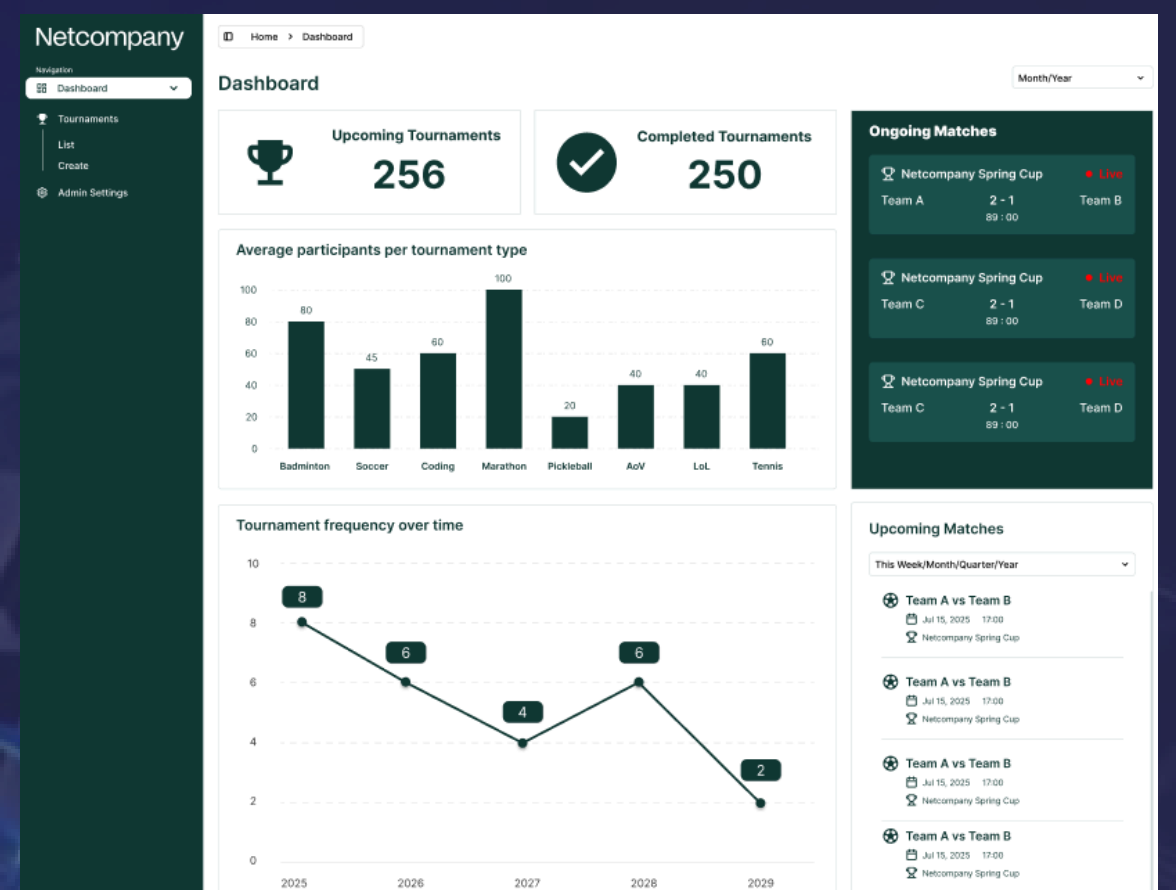 Netcompany
Navigation
Dashboard
Tournaments
List
Create
Admin Settings
Home > Dashboard
Dashboard
Month/Year
Upcoming Tournaments
256
Completed Tournaments
250
Average participants per tournament type
100
80
60
40
20
0
80
45
60
100
20
40
40
60
Badminton Soccer Coding Marathon Pickleball AoV LoL Tennis
Tournament frequency over time
10
8
6
4
2
0
8
6
4
6
2
2025 2026 2027 2028 2029
Ongoing Matches
Netcompany Spring Cup Live
Team A 2 - 1 Team B
89 : 00
Netcompany Spring Cup Live
Team C 2 - 1 Team D
89 : 00
Netcompany Spring Cup Live
Team C 2 - 1 Team D
89 : 00
Upcoming Matches
This Week/Month/Quarter/Year
Team A vs Team B
Jul 15, 2025 17:00
Netcompany Spring Cup
Team A vs Team B
Jul 15, 2025 17:00
Netcompany Spring Cup
Team A vs Team B
Jul 15, 2025 17:00
Netcompany Spring Cup
Team A vs Team B
Jul 15, 2025 17:00
Netcompany Spring Cup